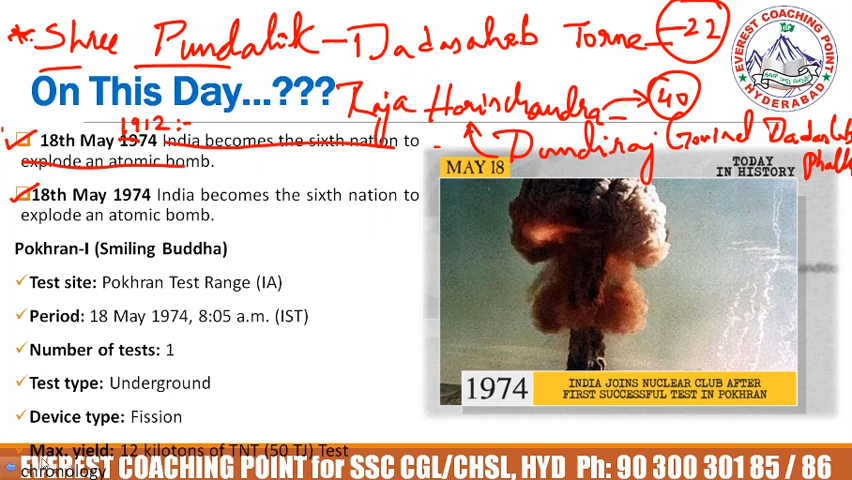 * Shree Pundalik - Dadasaheb Torne - 22
On This Day...???
Raja Harischandra → 40
1912 :-
Dundiraj Govind Dadasaheb
Phalke
18th May 1974 India becomes the sixth nation to
explode an atomic bomb.
18th May 1974 India becomes the sixth nation to
explode an atomic bomb.
Pokhran-I (Smiling Buddha)
Test site: Pokhran Test Range (IA)
Period: 18 May 1974, 8:05 a.m. (IST)
Number of tests: 1
Test type: Underground
Device type: Fission
Max. yield: 12 kilotons of TNT (50 TJ) Test
chronology
MAY 18
TODAY
IN HISTORY
1974
INDIA JOINS NUCLEAR CLUB AFTER
FIRST SUCCESSFUL TEST IN POKHRAN
EVEREST COACHING POINT
HYDERABAD
EVEREST COACHING POINT for SSC CGL/CHSL, HYD Ph: 90 300 301 85 / 86